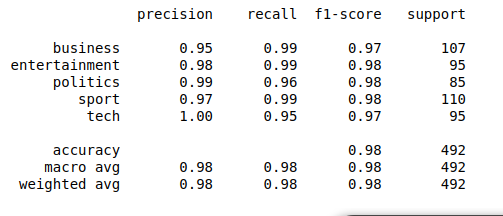 precision recall f1-score support
business 0.95 0.99 0.97 107
entertainment 0.98 0.99 0.98 95
politics 0.99 0.96 0.98 85
sport 0.97 0.99 0.98 110
tech 1.00 0.95 0.97 95
accuracy 0.98 492
macro avg 0.98 0.98 0.98 492
weighted avg 0.98 0.98 0.98 492